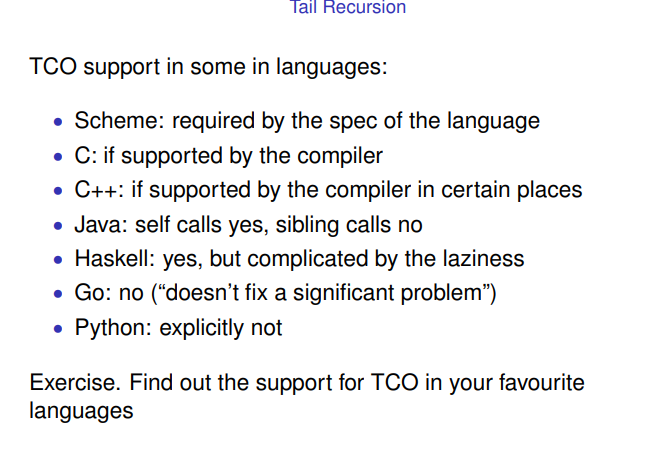 Tail Recursion
TCO support in some in languages:
• Scheme: required by the spec of the language
• C: if supported by the compiler
• C++: if supported by the compiler in certain places
• Java: self calls yes, sibling calls no
• Haskell: yes, but complicated by the laziness
• Go: no (“doesn’t fix a significant problem”)
• Python: explicitly not
Exercise. Find out the support for TCO in your favourite
languages